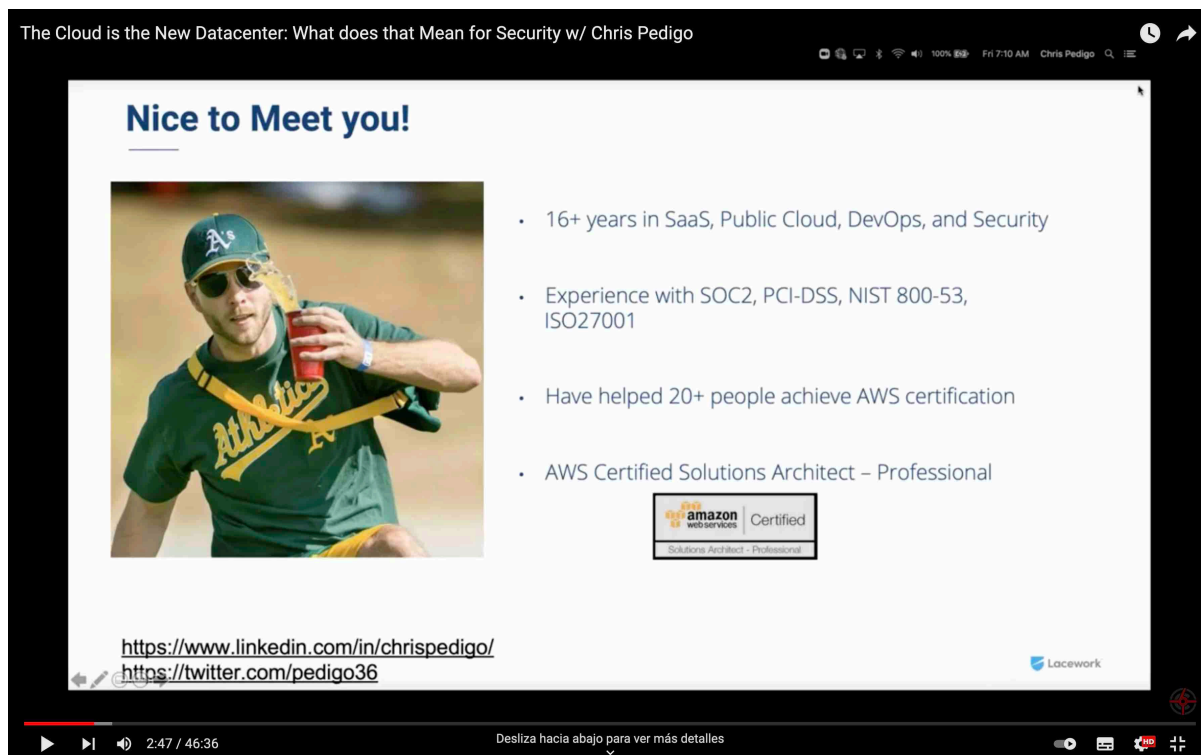 The Cloud is the New Datacenter: What does that Mean for Security w/ Chris Pedigo
100% Fri 7:10 AM Chris Pedigo
Nice to Meet you!
A's
Athletics
A
• 16+ years in SaaS, Public Cloud, DevOps, and Security
• Experience with SOC2, PCI-DSS, NIST 800-53,
ISO27001
• Have helped 20+ people achieve AWS certification
• AWS Certified Solutions Architect – Professional
amazon
webservices
Certified
Solutions Architect - Professional
https://www.linkedin.com/in/chrispedigo/
https://twitter.com/pedigo36
Lacework
2:47 / 46:36
Desliza hacia abajo para ver más detalles
HD